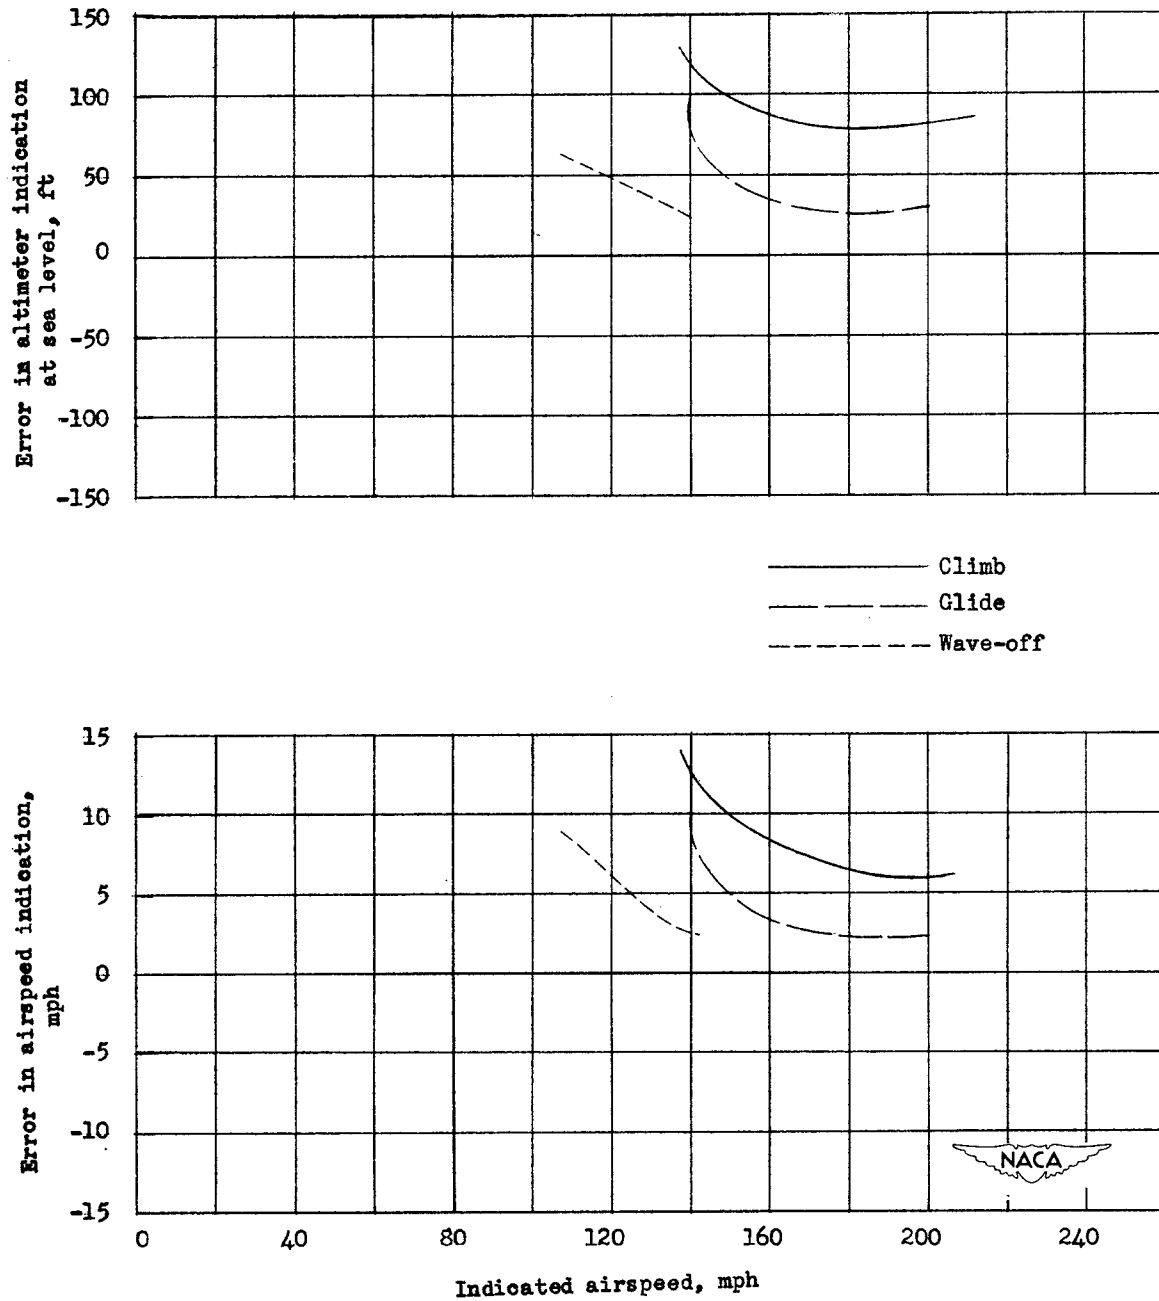 150
100
50
0
-50
-100
-150
Error in altimeter indication
at sea level, ft
Climb
Glide
Wave-off
15
10
5
0
-5
-10
-15
Error in airspeed indication,
mph
NACA
0 40 80 120 160 200 240
Indicated airspeed, mph